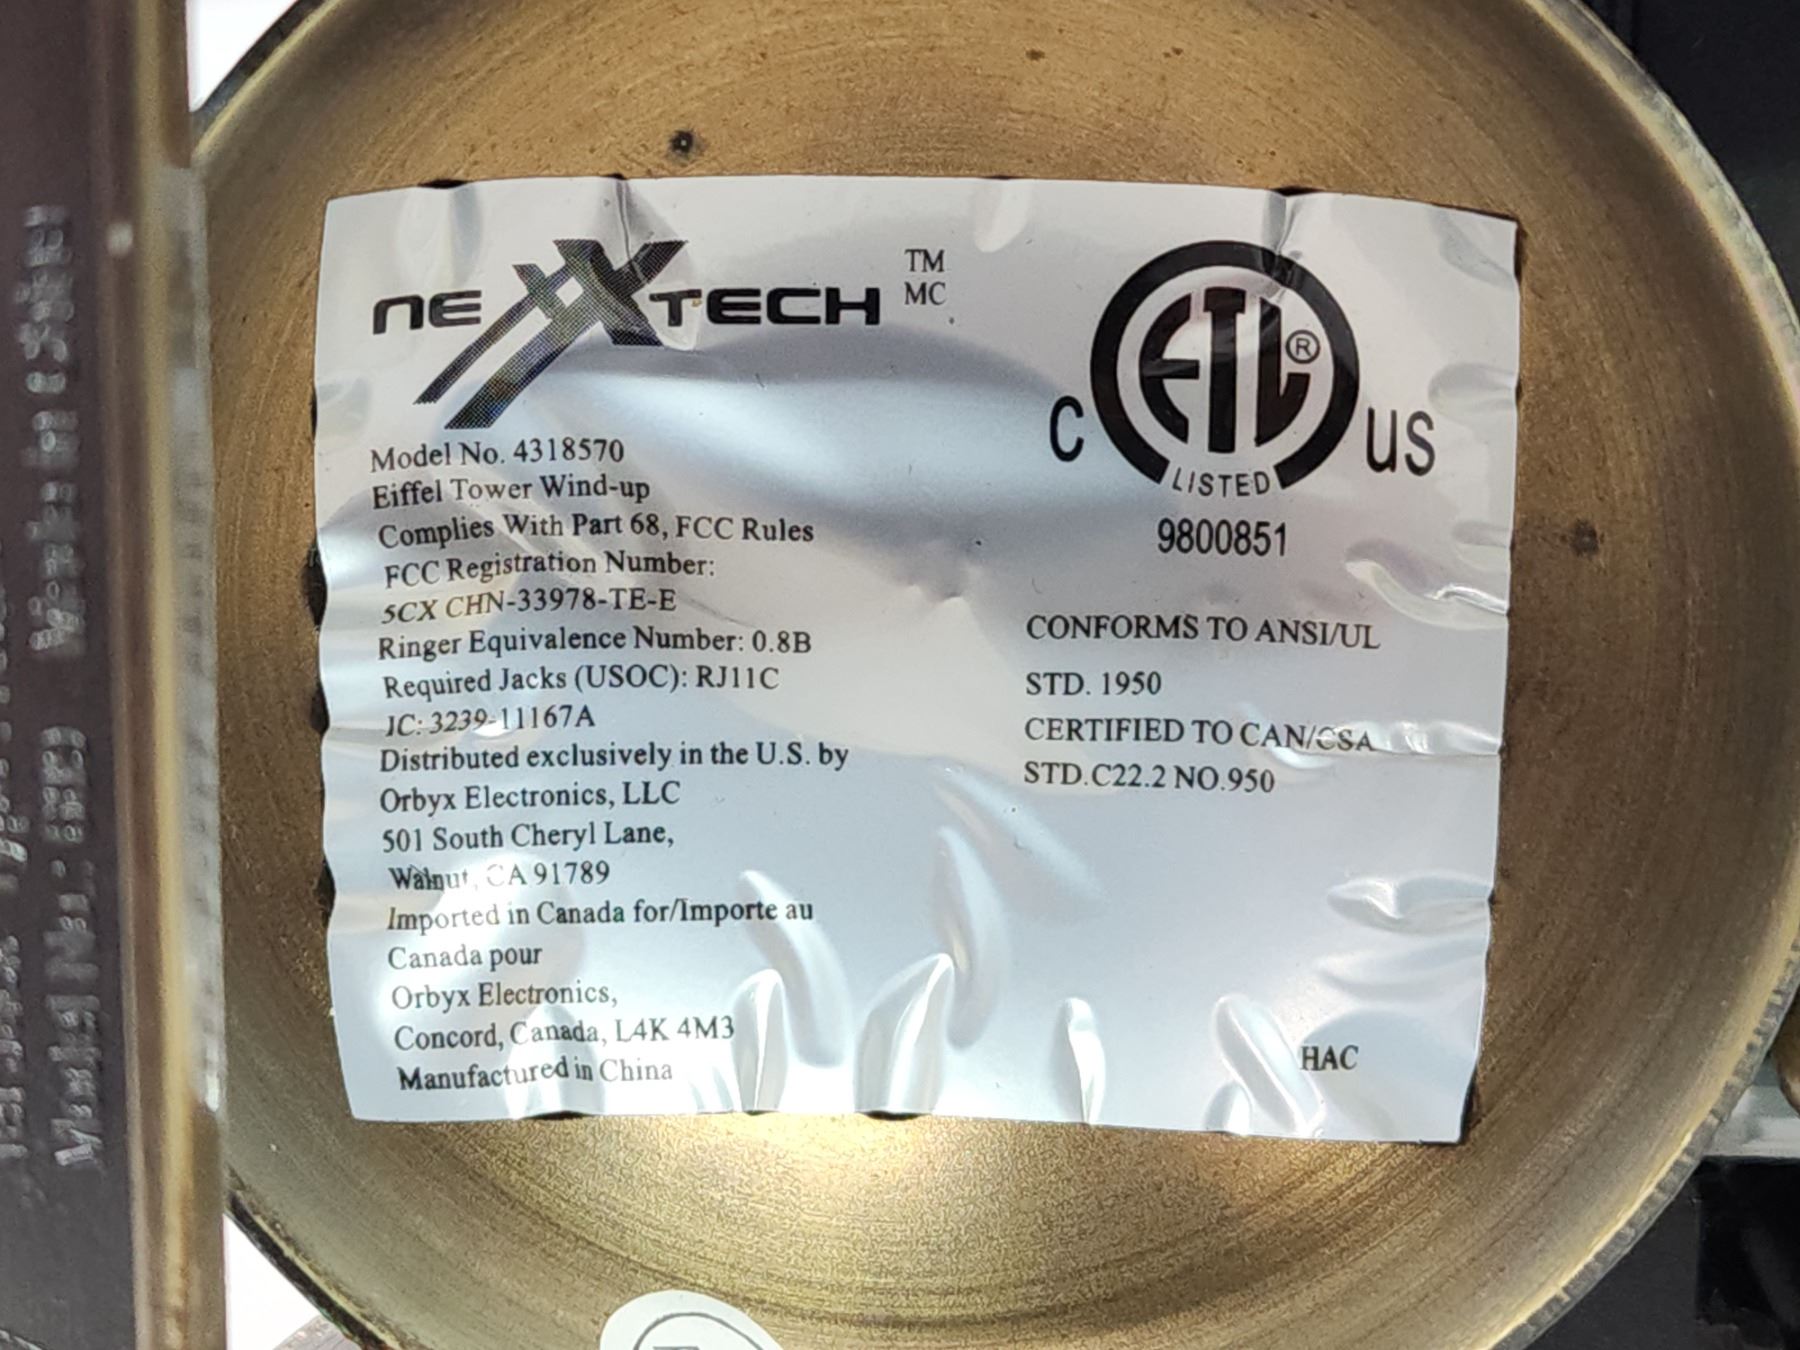 neXXtech TM
MC
Model No. 4318570
Eiffel Tower Wind-up
Complies With Part 68, FCC Rules
FCC Registration Number:
5CX CHN-33978-TE-E
Ringer Equivalence Number: 0.8B
Required Jacks (USOC): RJ11C
IC: 3239-11167A
Distributed exclusively in the U.S. by
Orbyx Electronics, LLC
501 South Cheryl Lane,
Walnut, CA 91789
Imported in Canada for/Importe au
Canada pour
Orbyx Electronics,
Concord, Canada, L4K 4M3
Manufactured in China
C ETL® US
LISTED
9800851
CONFORMS TO ANSI/UL
STD. 1950
CERTIFIED TO CAN/CSA
STD.C22.2 NO.950
HAC